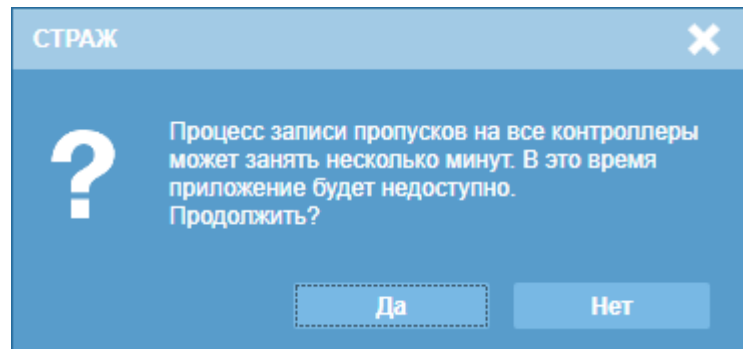 СТРАЖ
Процесс записи пропусков на все контроллеры
может занять несколько минут. В это время
приложение будет недоступно.
Продолжить?
Да
Нет